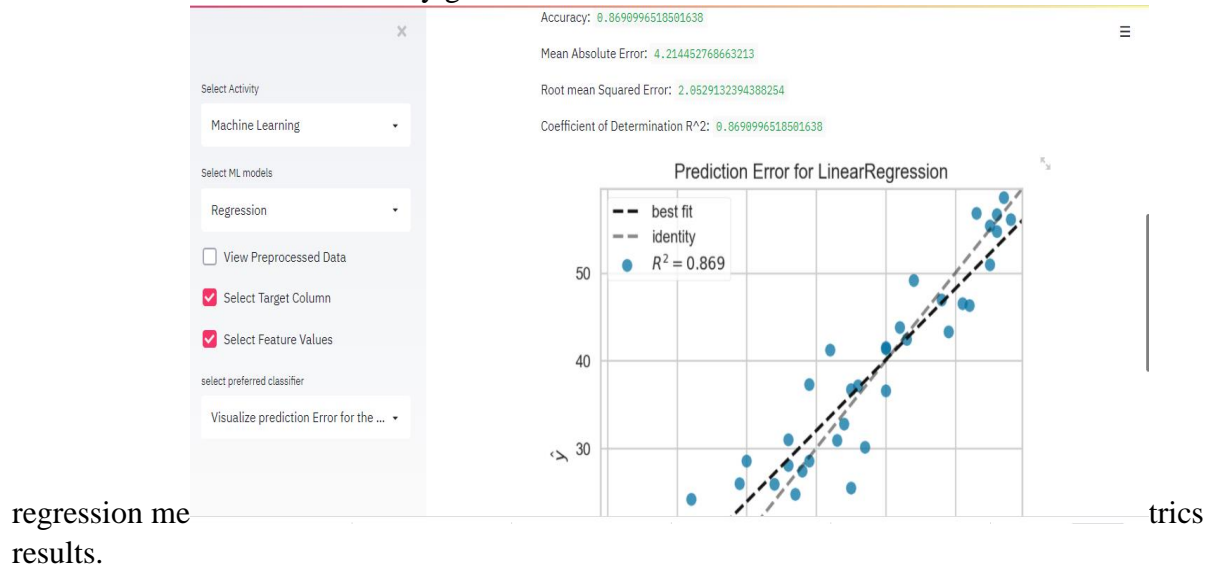 Accuracy: 0.8690996518501638
Mean Absolute Error: 4.214452768663213
Root mean Squared Error: 2.0529132394388254
Coefficient of Determination R^2: 0.8690996518501638
×
≡
Select Activity
Machine Learning
Select ML models
Regression
View Preprocessed Data
Select Target Column
Select Feature Values
select preferred classifier
Visualize prediction Error for the ...
Prediction Error for LinearRegression
best fit
identity
R² = 0.869
50
40
30
ŷ
regression me trics
results.